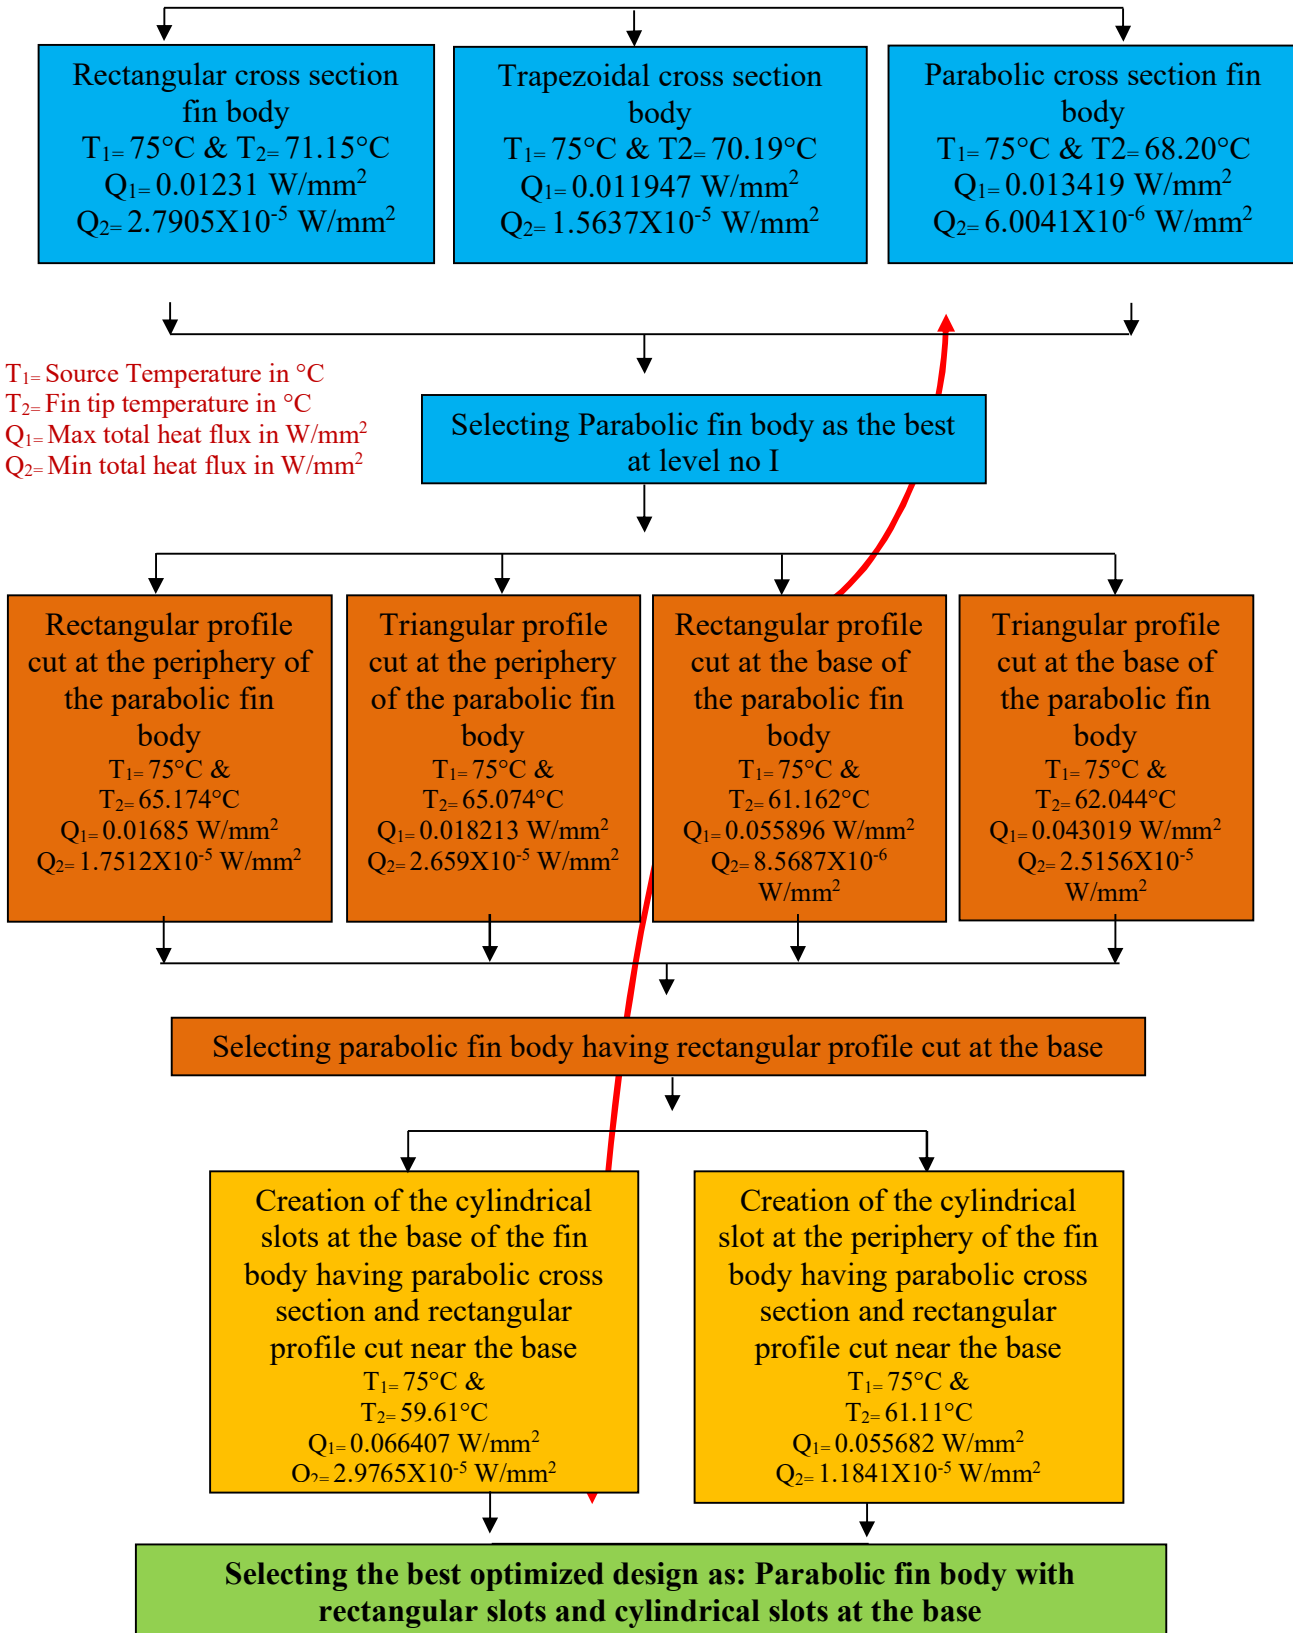 Rectangular cross section
fin body
T₁= 75°C & T₂= 71.15°C
Q₁= 0.01231 W/mm²
Q₂= 2.7905X10⁻⁵ W/mm²
Trapezoidal cross section
body
T₁= 75°C & T2= 70.19°C
Q₁= 0.011947 W/mm²
Q₂= 1.5637X10⁻⁵ W/mm²
Parabolic cross section fin
body
T₁= 75°C & T2= 68.20°C
Q₁= 0.013419 W/mm²
Q₂= 6.0041X10⁻⁶ W/mm²
T₁= Source Temperature in °C
T₂= Fin tip temperature in °C
Q₁= Max total heat flux in W/mm²
Q₂= Min total heat flux in W/mm²
Selecting Parabolic fin body as the best
at level no I
Rectangular profile
cut at the periphery of
the parabolic fin
body
T₁= 75°C &
T₂= 65.174°C
Q₁= 0.01685 W/mm²
Q₂= 1.7512X10⁻⁵ W/mm²
Triangular profile
cut at the periphery
of the parabolic fin
body
T₁= 75°C &
T₂= 65.074°C
Q₁= 0.018213 W/mm²
Q₂= 2.659X10⁻⁵ W/mm²
Rectangular profile
cut at the base of
the parabolic fin
body
T₁= 75°C &
T₂= 61.162°C
Q₁= 0.055896 W/mm²
Q₂= 8.5687X10⁻⁶
W/mm²
Triangular profile
cut at the base of
the parabolic fin
body
T₁= 75°C &
T₂= 62.044°C
Q₁= 0.043019 W/mm²
Q₂= 2.5156X10⁻⁵
W/mm²
Selecting parabolic fin body having rectangular profile cut at the base
Creation of the cylindrical
slots at the base of the fin
body having parabolic cross
section and rectangular
profile cut near the base
T₁= 75°C &
T₂= 59.61°C
Q₁= 0.066407 W/mm²
Q₂= 2.9765X10⁻⁵ W/mm²
Creation of the cylindrical
slot at the periphery of the fin
body having parabolic cross
section and rectangular
profile cut near the base
T₁= 75°C &
T₂= 61.11°C
Q₁= 0.055682 W/mm²
Q₂= 1.1841X10⁻⁵ W/mm²
Selecting the best optimized design as: Parabolic fin body with
rectangular slots and cylindrical slots at the base